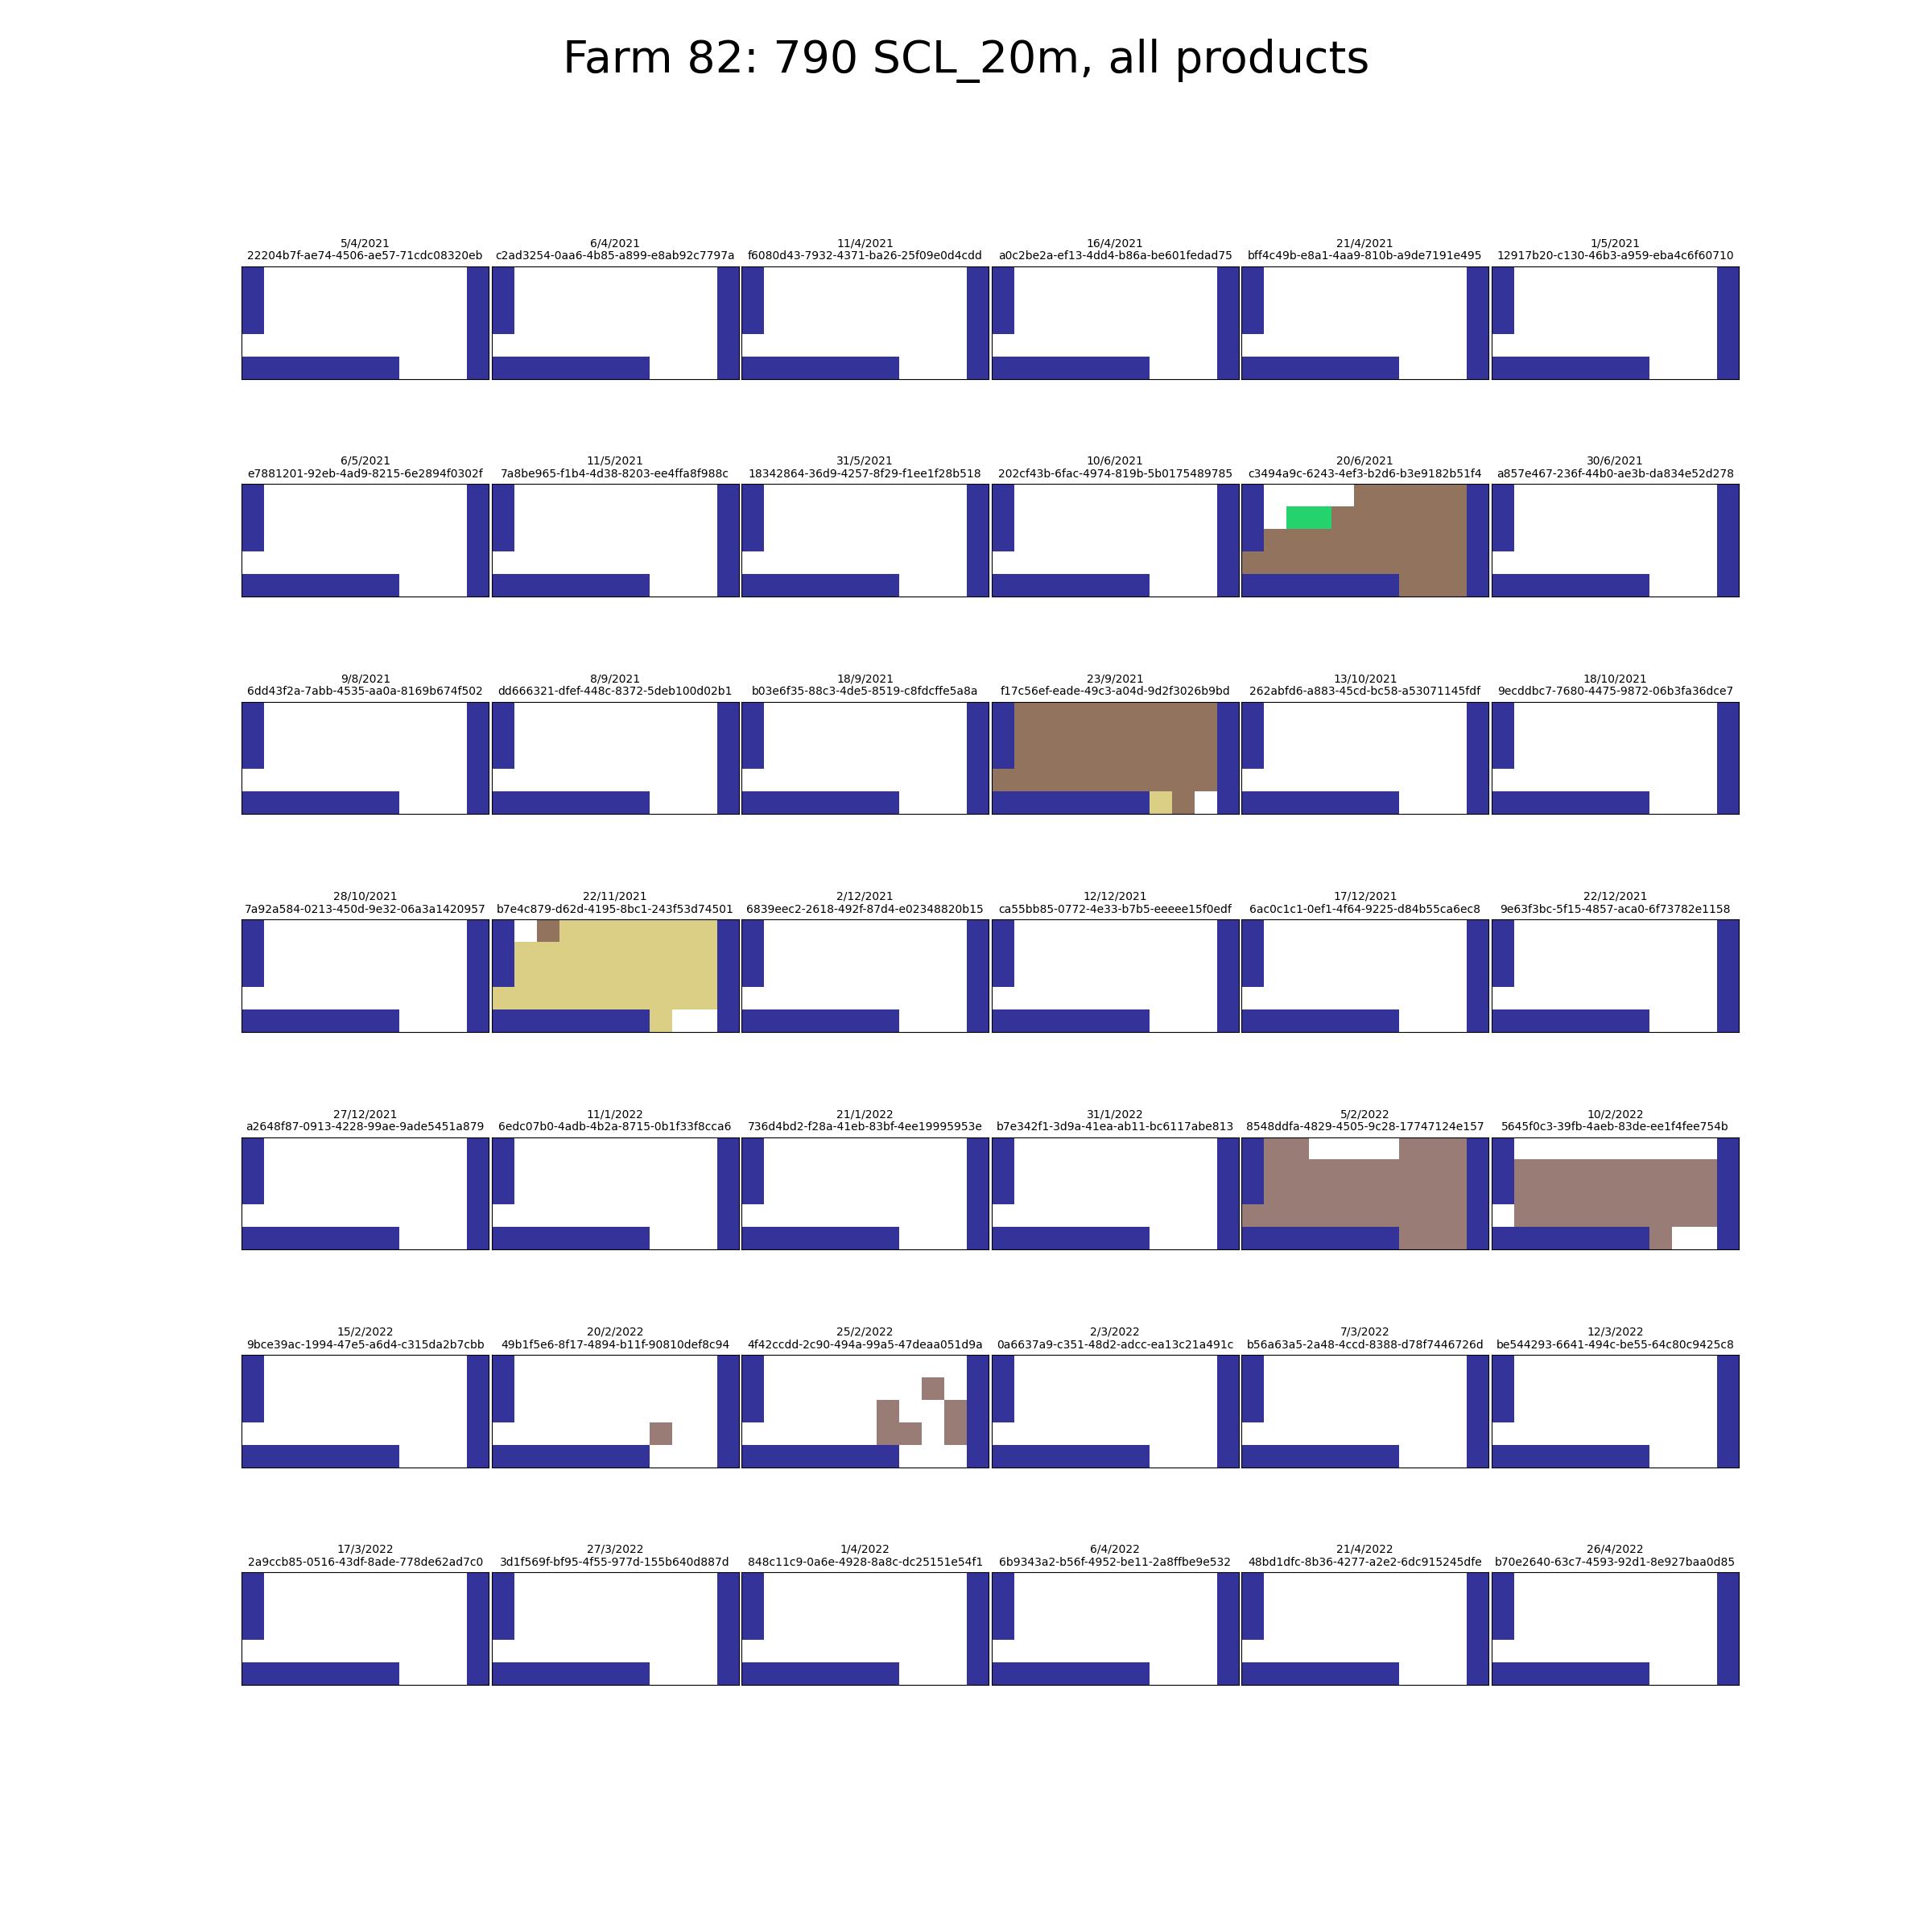 Farm 82: 790 SCL_20m, all products
5/4/2021
22204b7f-ae74-4506-ae57-71cdc08320eb
6/4/2021
c2ad3254-0aa6-4b85-a899-e8ab92c7797a
11/4/2021
f6080d43-7932-4371-ba26-25f09e0d4cdd
16/4/2021
a0c2be2a-ef13-4dd4-b86a-be601fedad75
21/4/2021
bff4c49b-e8a1-4aa9-810b-a9de7191e495
1/5/2021
12917b20-c130-46b3-a959-eba4c6f60710
6/5/2021
e7881201-92eb-4ad9-8215-6e2894f0302f
11/5/2021
7a8be965-f1b4-4d38-8203-ee4ffa8f988c
31/5/2021
18342864-36d9-4257-8f29-f1ee1f28b518
10/6/2021
202cf43b-6fac-4974-819b-5b0175489785
20/6/2021
c3494a9c-6243-4ef3-b2d6-b3e9182b51f4
30/6/2021
a857e467-236f-44b0-ae3b-da834e52d278
9/8/2021
6dd43f2a-7abb-4535-aa0a-8169b674f502
8/9/2021
dd666321-dfef-448c-8372-5deb100d02b1
18/9/2021
b03e6f35-88c3-4de5-8519-c8fdcffe5a8a
23/9/2021
f17c56ef-eade-49c3-a04d-9d2f3026b9bd
13/10/2021
262abfd6-a883-45cd-bc58-a53071145fdf
18/10/2021
9ecddbc7-7680-4475-9872-06b3fa36dce7
28/10/2021
7a92a584-0213-450d-9e32-06a3a1420957
22/11/2021
b7e4c879-d62d-4195-8bc1-243f53d74501
2/12/2021
6839eec2-2618-492f-87d4-e02348820b15
12/12/2021
ca55bb85-0772-4e33-b7b5-eeeee15f0edf
17/12/2021
6ac0c1c1-0ef1-4f64-9225-d84b55ca6ec8
22/12/2021
9e63f3bc-5f15-4857-aca0-6f73782e1158
27/12/2021
a2648f87-0913-4228-99ae-9ade5451a879
11/1/2022
6edc07b0-4adb-4b2a-8715-0b1f33f8cca6
21/1/2022
736d4bd2-f28a-41eb-83bf-4ee19995953e
31/1/2022
b7e342f1-3d9a-41ea-ab11-bc6117abe813
5/2/2022
8548ddfa-4829-4505-9c28-17747124e157
10/2/2022
5645f0c3-39fb-4aeb-83de-ee1f4fee754b
15/2/2022
9bce39ac-1994-47e5-a6d4-c315da2b7cbb
20/2/2022
49b1f5e6-8f17-4894-b11f-90810def8c94
25/2/2022
4f42ccdd-2c90-494a-99a5-47deaa051d9a
2/3/2022
0a6637a9-c351-48d2-adcc-ea13c21a491c
7/3/2022
b56a63a5-2a48-4ccd-8388-d78f7446726d
12/3/2022
be544293-6641-494c-be55-64c80c9425c8
17/3/2022
2a9ccb85-0516-43df-8ade-778de62ad7c0
27/3/2022
3d1f569f-bf95-4f55-977d-155b640d887d
1/4/2022
848c11c9-0a6e-4928-8a8c-dc25151e54f1
6/4/2022
6b9343a2-b56f-4952-be11-2a8ffbe9e532
21/4/2022
48bd1dfc-8b36-4277-a2e2-6dc915245dfe
26/4/2022
b70e2640-63c7-4593-92d1-8e927baa0d85